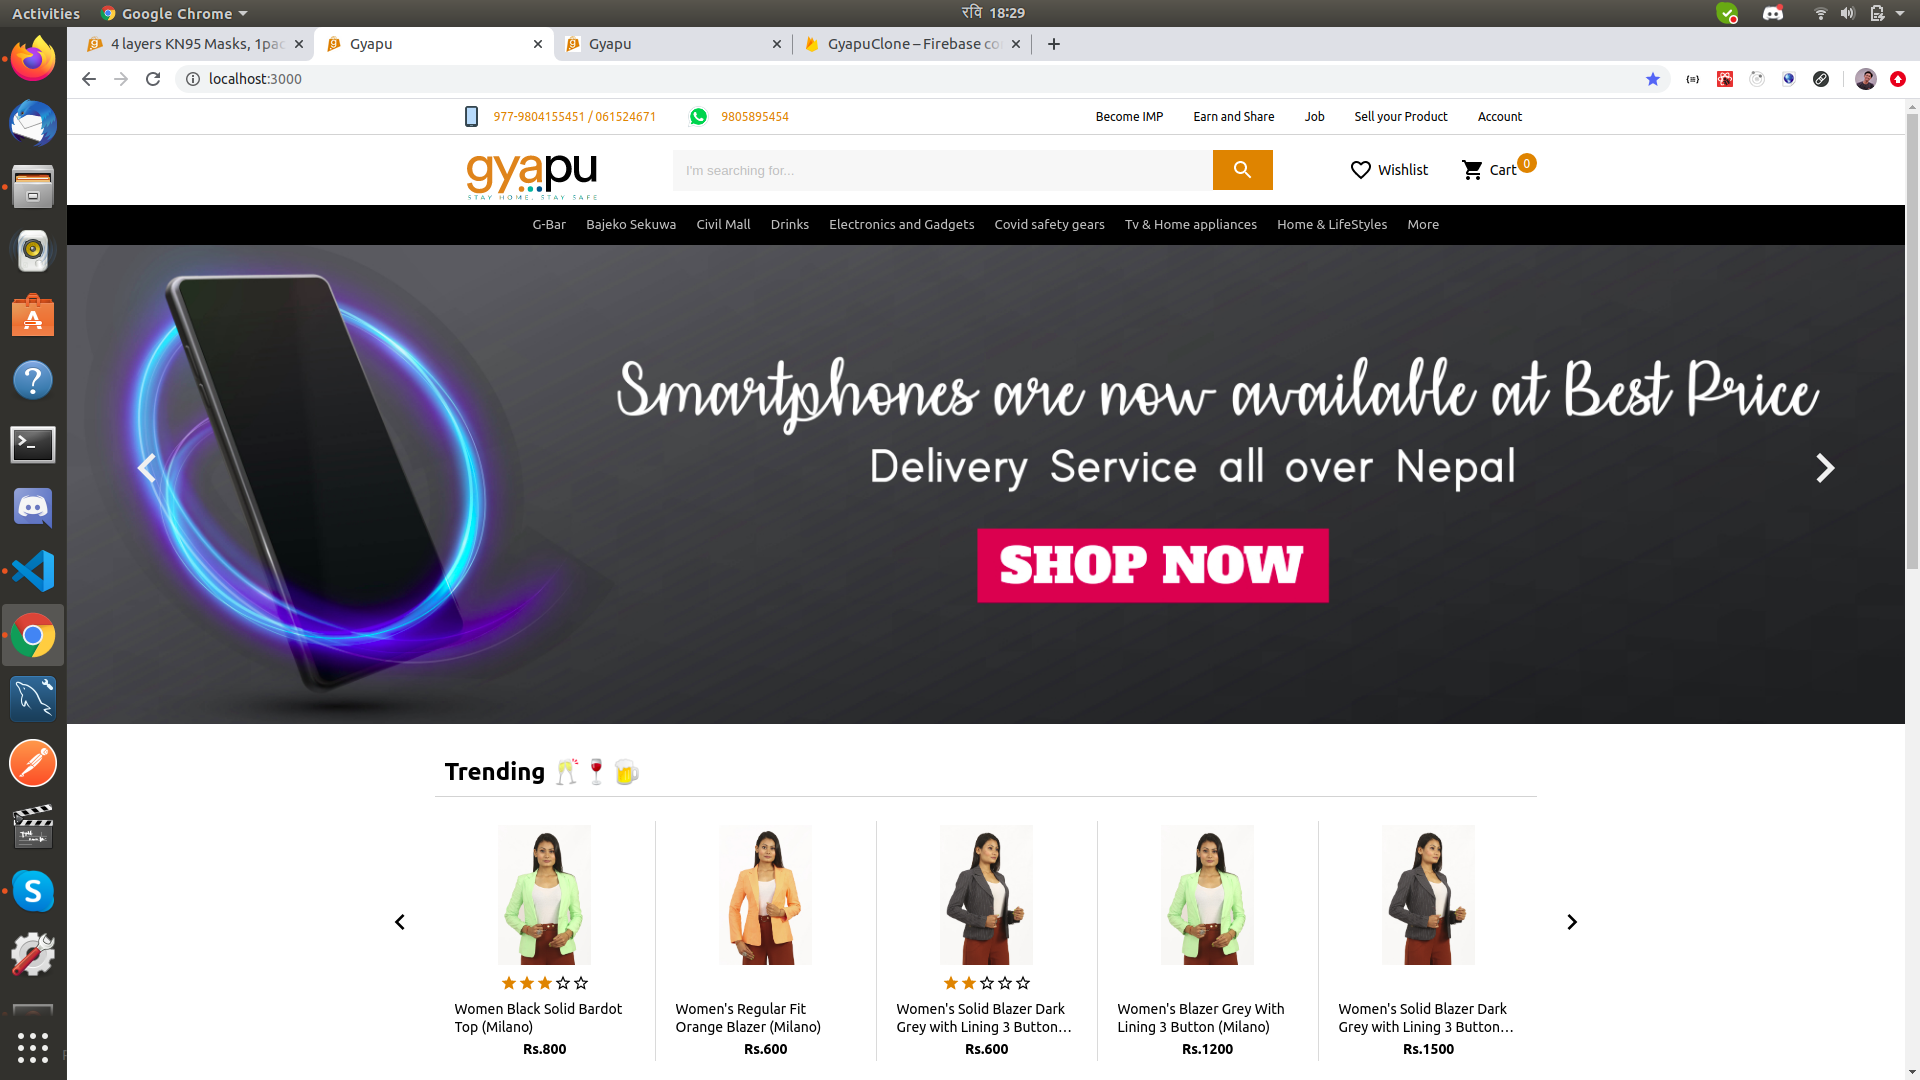 Activities Google Chrome रवि 18:29
4 layers KN95 Masks, 1pac Gyapu Gyapu GyapuClone – Firebase co
localhost:3000
977-9804155451 / 061524671 9805895454 Become IMP Earn and Share Job Sell your Product Account
gyapu
STAY HOME, STAY SAFE
I'm searching for... Wishlist Cart 0
G-Bar Bajeko Sekuwa Civil Mall Drinks Electronics and Gadgets Covid safety gears Tv & Home appliances Home & LifeStyles More
Smartphones are now available at Best Price
Delivery Service all over Nepal
SHOP NOW
Trending
Women Black Solid Bardot
Top (Milano)
Rs.800
Women's Regular Fit
Orange Blazer (Milano)
Rs.600
Women's Solid Blazer Dark
Grey with Lining 3 Button...
Rs.600
Women's Blazer Grey With
Lining 3 Button (Milano)
Rs.1200
Women's Solid Blazer Dark
Grey with Lining 3 Button...
Rs.1500